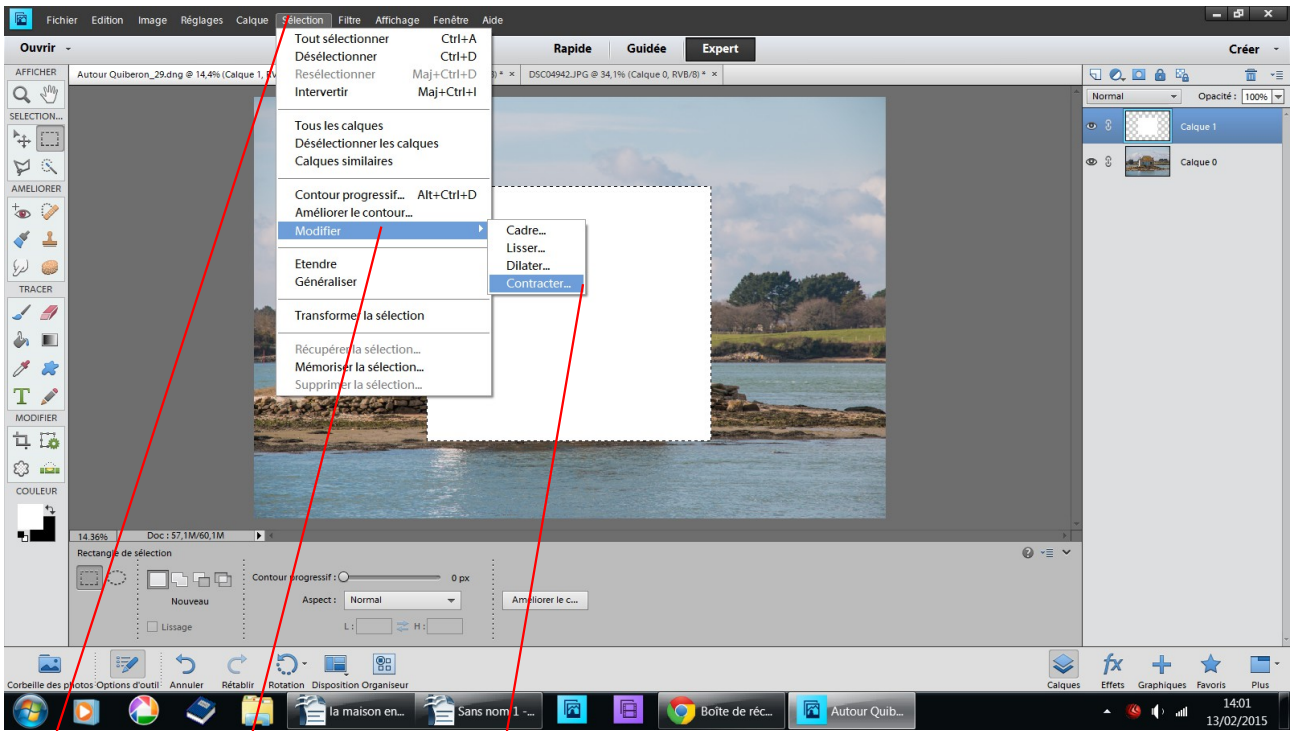 Fichier Edition Image Réglages Calque Sélection Filtre Affichage Fenêtre Aide
Ouvrir
Rapide Guidée Expert
Créer
AFFICHER
Autour Quiberon_29.dng @ 14,4% (Calque 1, RV
3) * ×
DSC04942.JPG @ 34,1% (Calque 0, RVB/8) * ×
Tout sélectionner Ctrl+A
Désélectionner Ctrl+D
Resélectionner Maj+Ctrl+D
Intervertir Maj+Ctrl+I
Tous les calques
Désélectionner les calques
Calques similaires
Contour progressif... Alt+Ctrl+D
Améliorer le contour...
Modifier
Etendre
Généraliser
Transformer la sélection
Récupérer la sélection...
Mémoriser la sélection...
Supprimer la sélection...
Cadre...
Lisser...
Dilater...
Contracter...
SELECTION...
AMELIORER
TRACER
T
MODIFIER
COULEUR
Normal Opacité : 100%
Calque 1
Calque 0
14.36% Doc : 57,1M/60,1M
Rectangle de sélection
Contour progressif : 0 px
Nouveau Aspect : Normal Améliorer le c...
Lissage L : H :
Corbeille des photos Options d'outil Annuler Rétablir Rotation Disposition Organiseur
Calques Effets Graphiques Favoris Plus
fx
la maison en... Sans nom 1 -... Boîte de réc... Autour Quib...
14:01
13/02/2015